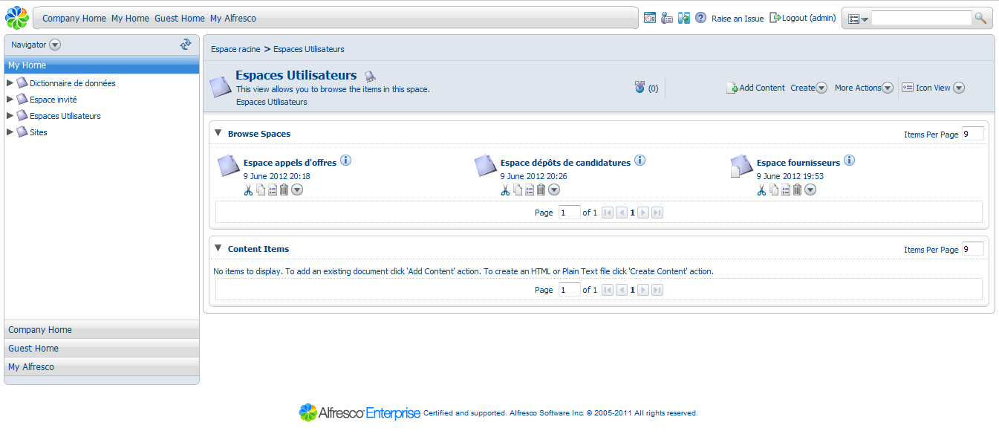 Company Home My Home Guest Home My Alfresco
Raise an Issue Logout (admin)
Navigator
My Home
Dictionnaire de données
Espace invité
Espaces Utilisateurs
Sites
Company Home
Guest Home
My Alfresco
Espace racine > Espaces Utilisateurs
Espaces Utilisateurs
This view allows you to browse the items in this space.
Espaces Utilisateurs
(0)
Add Content Create More Actions Icon View
Browse Spaces Items Per Page 9
Espace appels d'offres Espace dépôts de candidatures Espace fournisseurs
9 June 2012 20:18 9 June 2012 20:26 9 June 2012 19:53
Page 1 of 1 1
Content Items Items Per Page 9
No items to display. To add an existing document click 'Add Content' action. To create an HTML or Plain Text file click 'Create Content' action.
Page 1 of 1 1
Alfresco Enterprise Certified and supported. Alfresco Software Inc. © 2005-2011 All rights reserved.